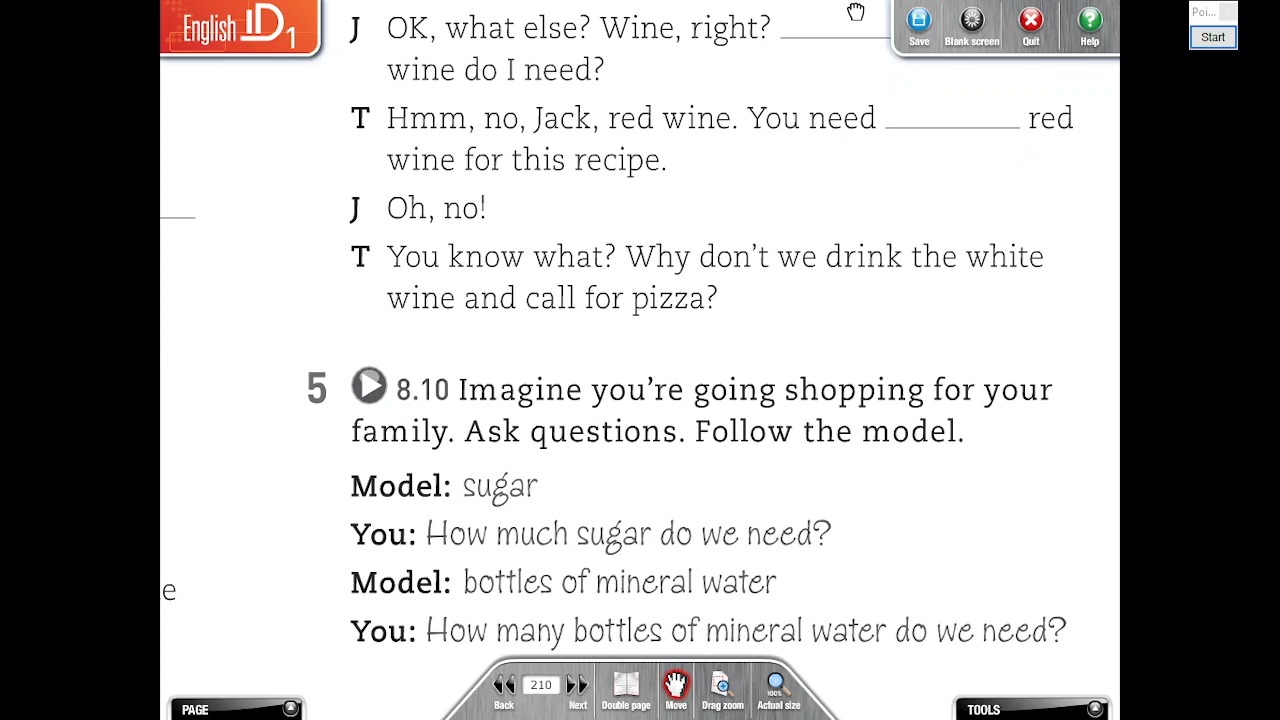 English ID 1
Save
Blank screen
Quit
Help
Poi...
Start
J OK, what else? Wine, right? __________
wine do I need?
T Hmm, no, Jack, red wine. You need __________ red
wine for this recipe.
J Oh, no!
T You know what? Why don't we drink the white
wine and call for pizza?
5 8.10 Imagine you're going shopping for your
family. Ask questions. Follow the model.
Model: sugar
You: How much sugar do we need?
Model: bottles of mineral water
e
You: How many bottles of mineral water do we need?
Back
210
Next
Double page
Move
Drag zoom
100%
Actual size
PAGE
TOOLS